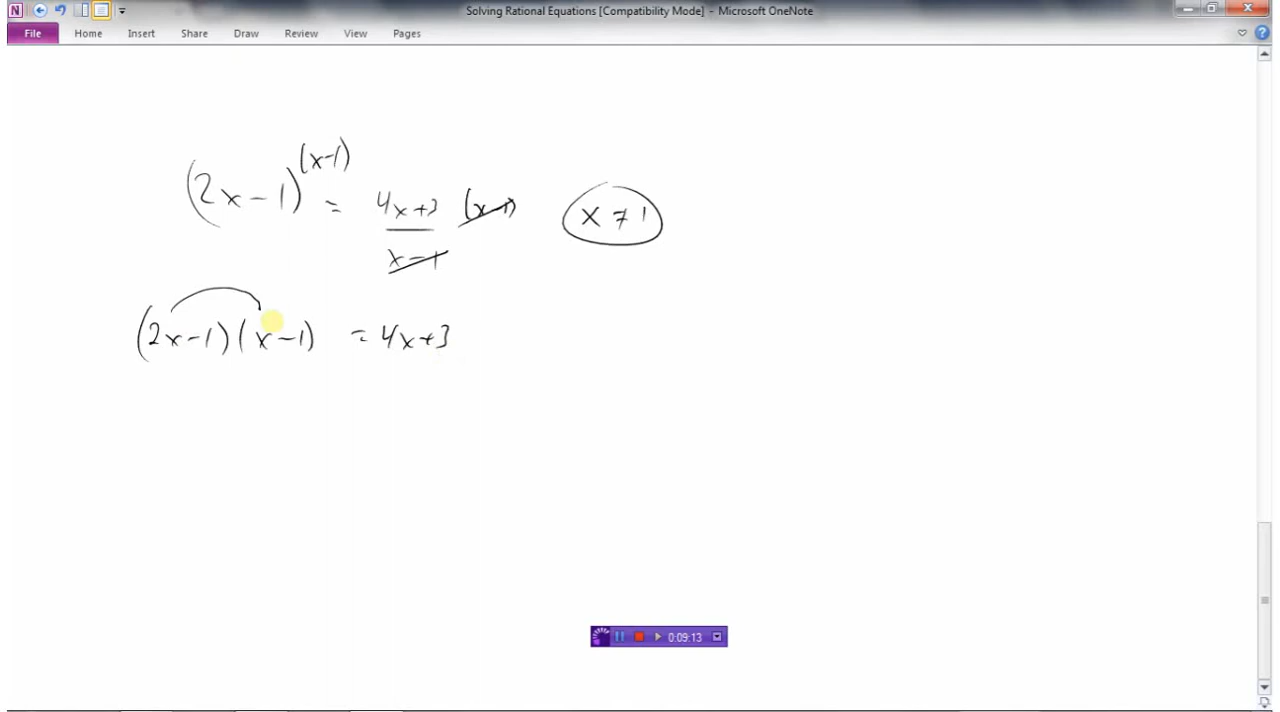 Solving Rational Equations [Compatibility Mode] - Microsoft OneNote
File Home Insert Share Draw Review View Pages
(2x-1)^(x-1) = 4x+3 (x-1) x≠1
x-1
(2x-1)(x-1) = 4x+3
0:09:13